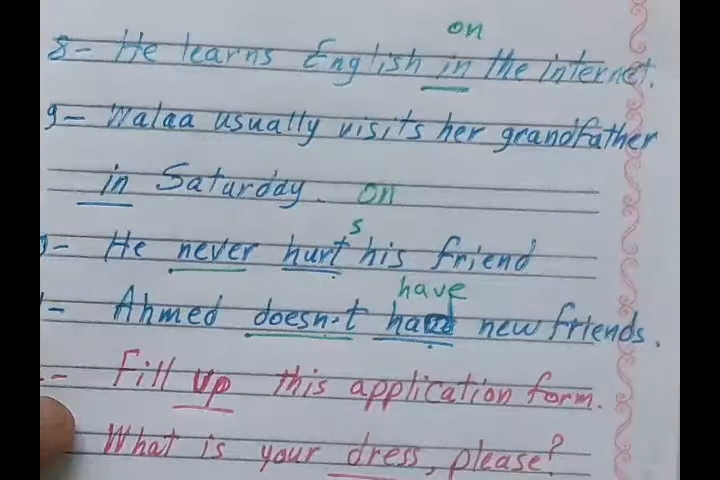 on
8- He learns English in the internet.
9- Walaa usually visits her grandfather
in Saturday. on
s
- He never hurt his friend
have
- Ahmed doesn't new friends.
- Fill up this application form.
What is your dress, please?